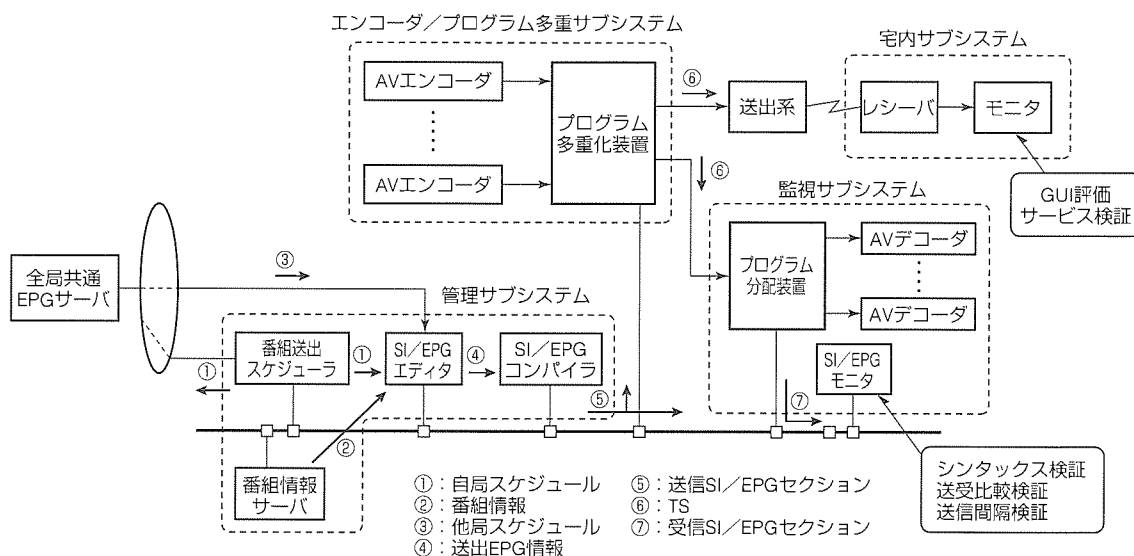 エンコーダ／プログラム多重サブシステム
AVエンコーダ
AVエンコーダ
プログラム
多重化装置
⑥
⑥
送出系
宅内サブシステム
レシーバ
モニタ
GUI評価
サービス検証
監視サブシステム
プログラム
分配装置
AVデコーダ
AVデコーダ
SI／EPG
モニタ
⑦
シンタックス検証
送受比較検証
送信間隔検証
全局共通
EPGサーバ
③
管理サブシステム
番組送出
スケジューラ
①
①
SI／EPG
エディタ
④
SI／EPG
コンパイラ
⑤
②
番組情報
サーバ
①：自局スケジュール
②：番組情報
③：他局スケジュール
④：送出EPG情報
⑤：送信SI／EPGセクション
⑥：TS
⑦：受信SI／EPGセクション